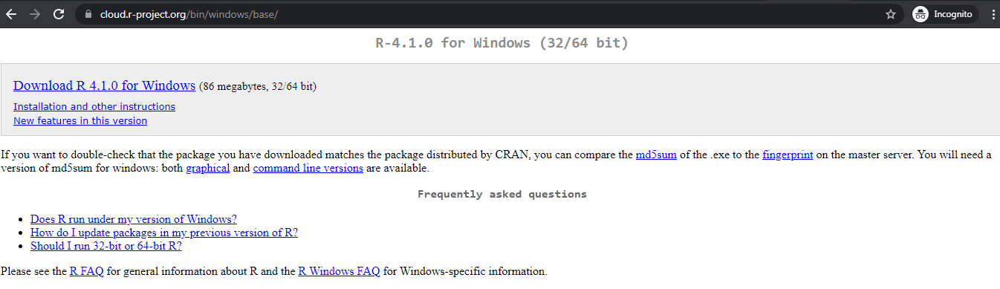 cloud.r-project.org/bin/windows/base/
Incognito
R-4.1.0 for Windows (32/64 bit)
Download R 4.1.0 for Windows (86 megabytes, 32/64 bit)
Installation and other instructions
New features in this version
If you want to double-check that the package you have downloaded matches the package distributed by CRAN, you can compare the md5sum of the .exe to the fingerprint on the master server. You will need a
version of md5sum for windows: both graphical and command line versions are available.
Frequently asked questions
• Does R run under my version of Windows?
• How do I update packages in my previous version of R?
• Should I run 32-bit or 64-bit R?
Please see the R FAQ for general information about R and the R Windows FAQ for Windows-specific information.